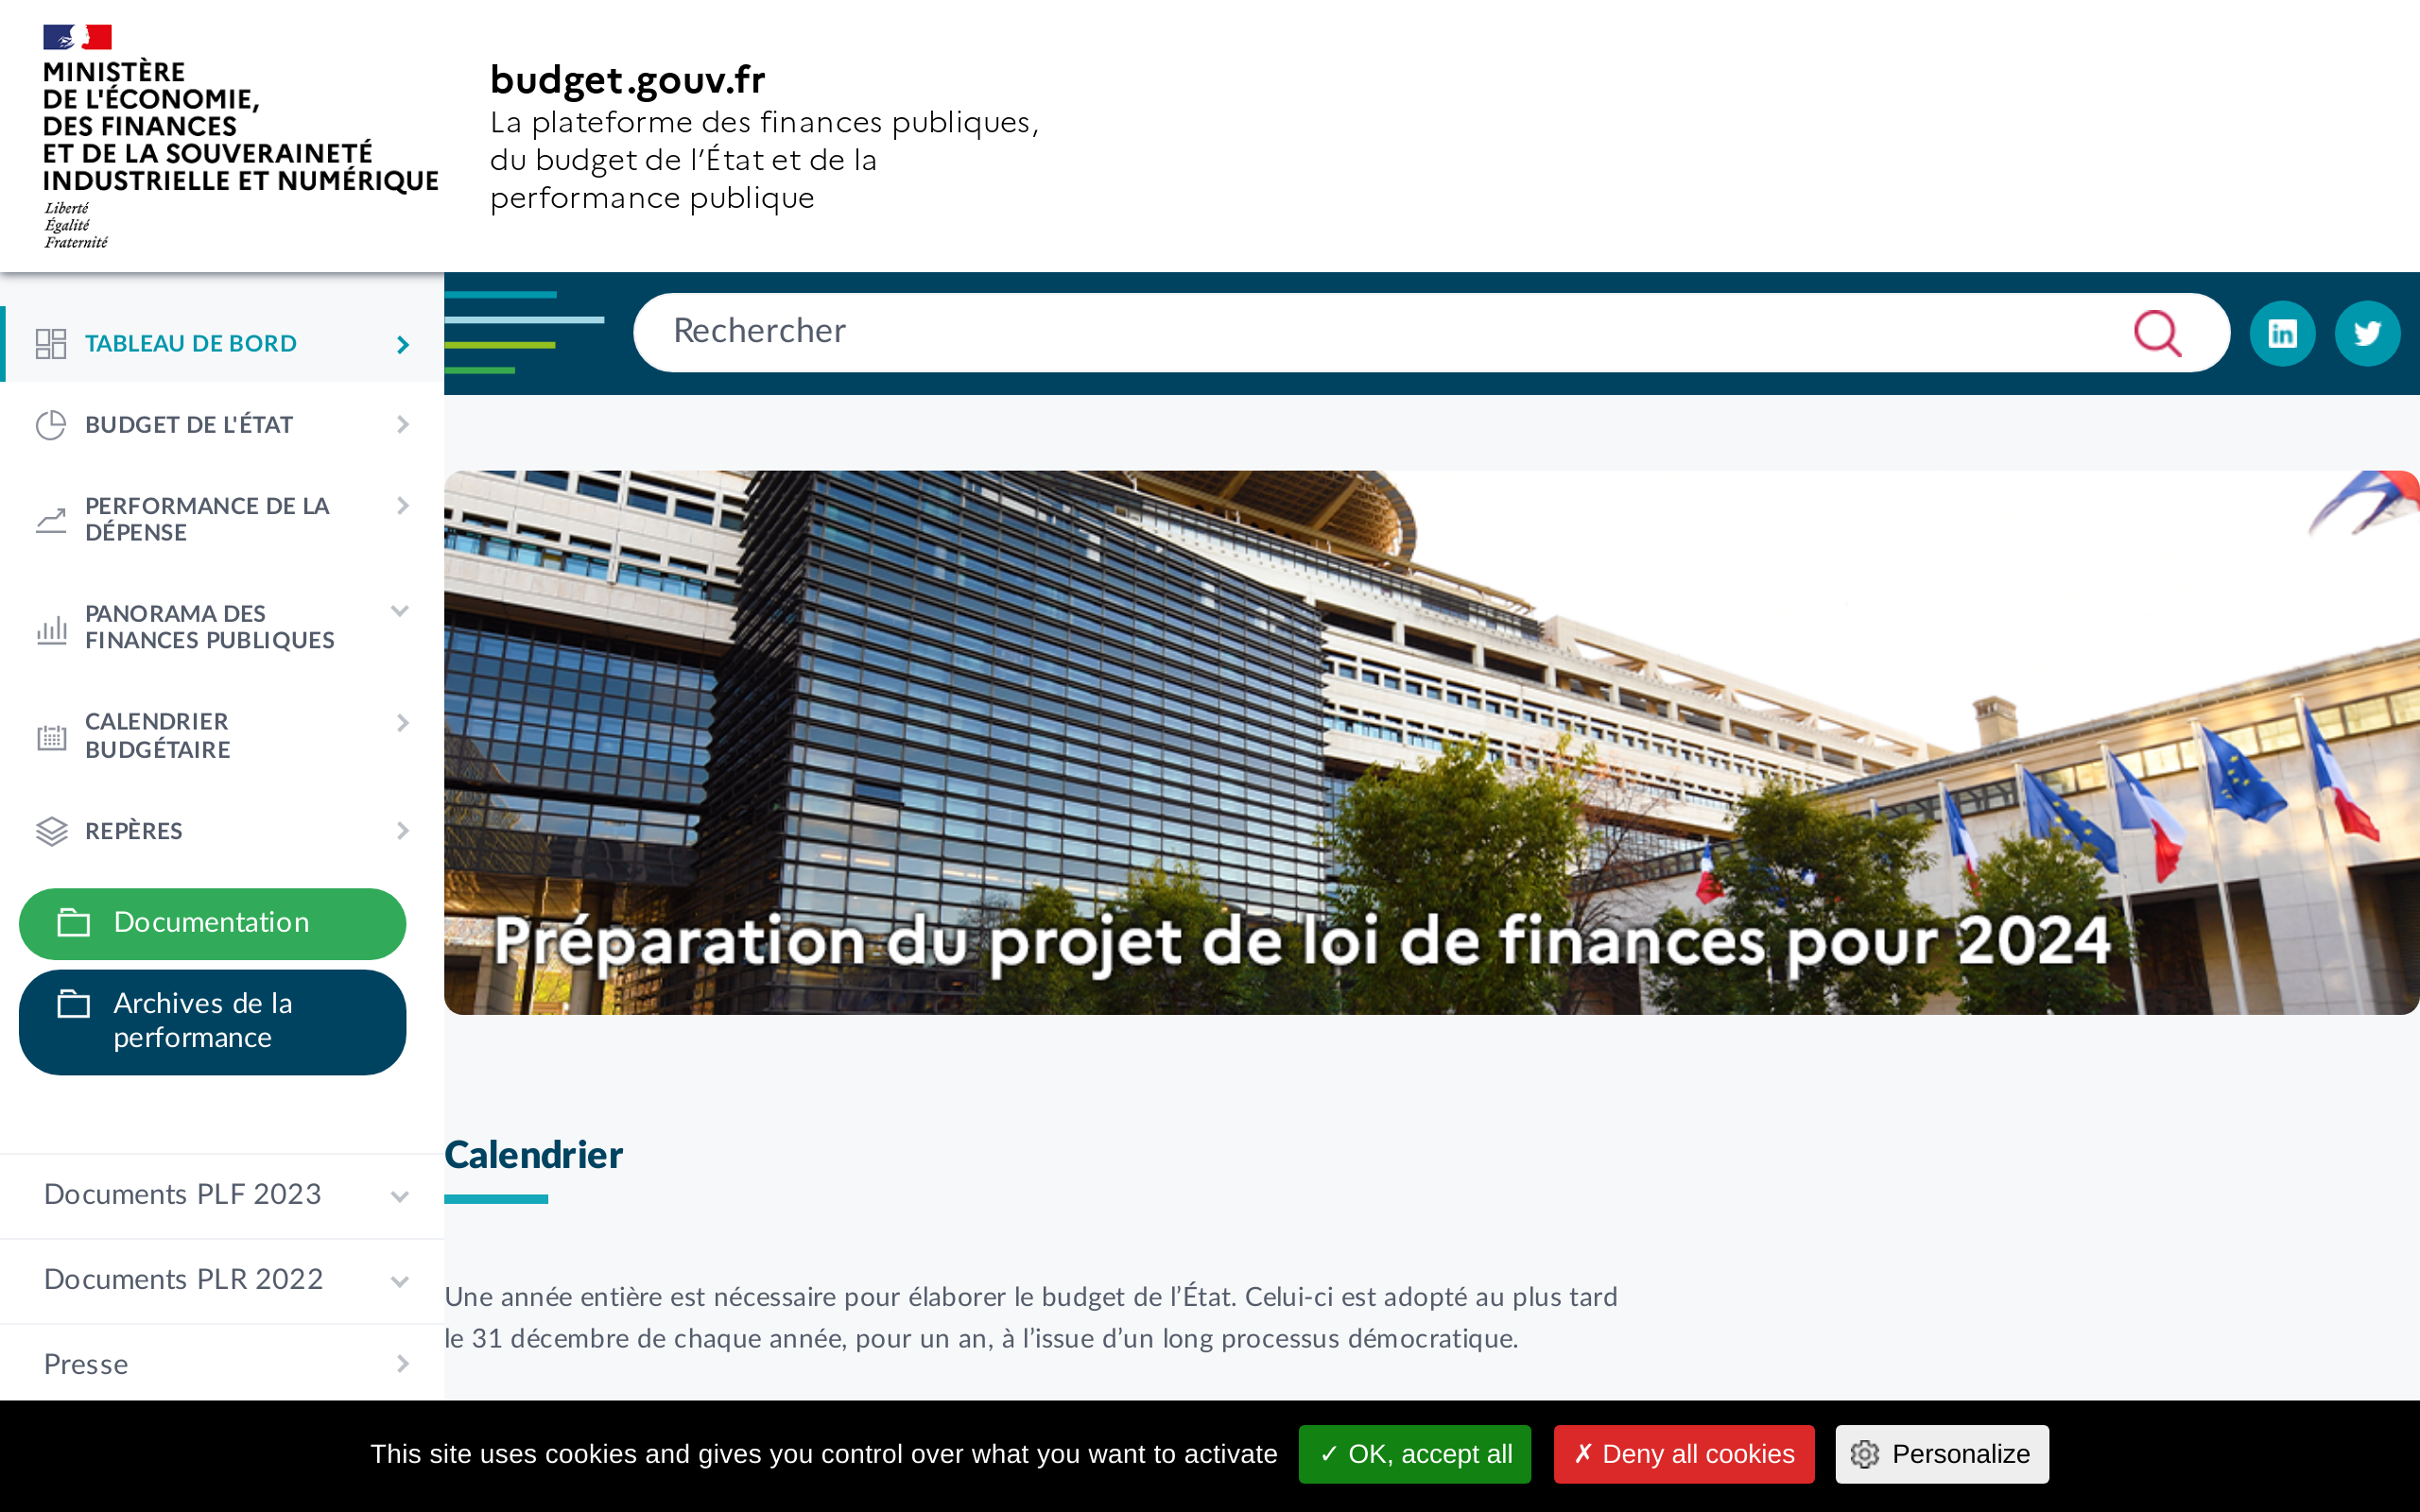 MINISTÈRE
DE L'ÉCONOMIE,
DES FINANCES
ET DE LA SOUVERAINETÉ
INDUSTRIELLE ET NUMÉRIQUE
Liberté
Égalité
Fraternité
budget.gouv.fr
La plateforme des finances publiques,
du budget de l’État et de la
performance publique
Rechercher
in
TABLEAU DE BORD
BUDGET DE L'ÉTAT
PERFORMANCE DE LA
DÉPENSE
PANORAMA DES
FINANCES PUBLIQUES
CALENDRIER
BUDGÉTAIRE
REPÈRES
Documentation
Archives de la
performance
Documents PLF 2023
Documents PLR 2022
Presse
Préparation du projet de loi de finances pour 2024
Calendrier
Une année entière est nécessaire pour élaborer le budget de l’État. Celui-ci est adopté au plus tard
le 31 décembre de chaque année, pour un an, à l’issue d’un long processus démocratique.
This site uses cookies and gives you control over what you want to activate
✓ OK, accept all
✗ Deny all cookies
Personalize